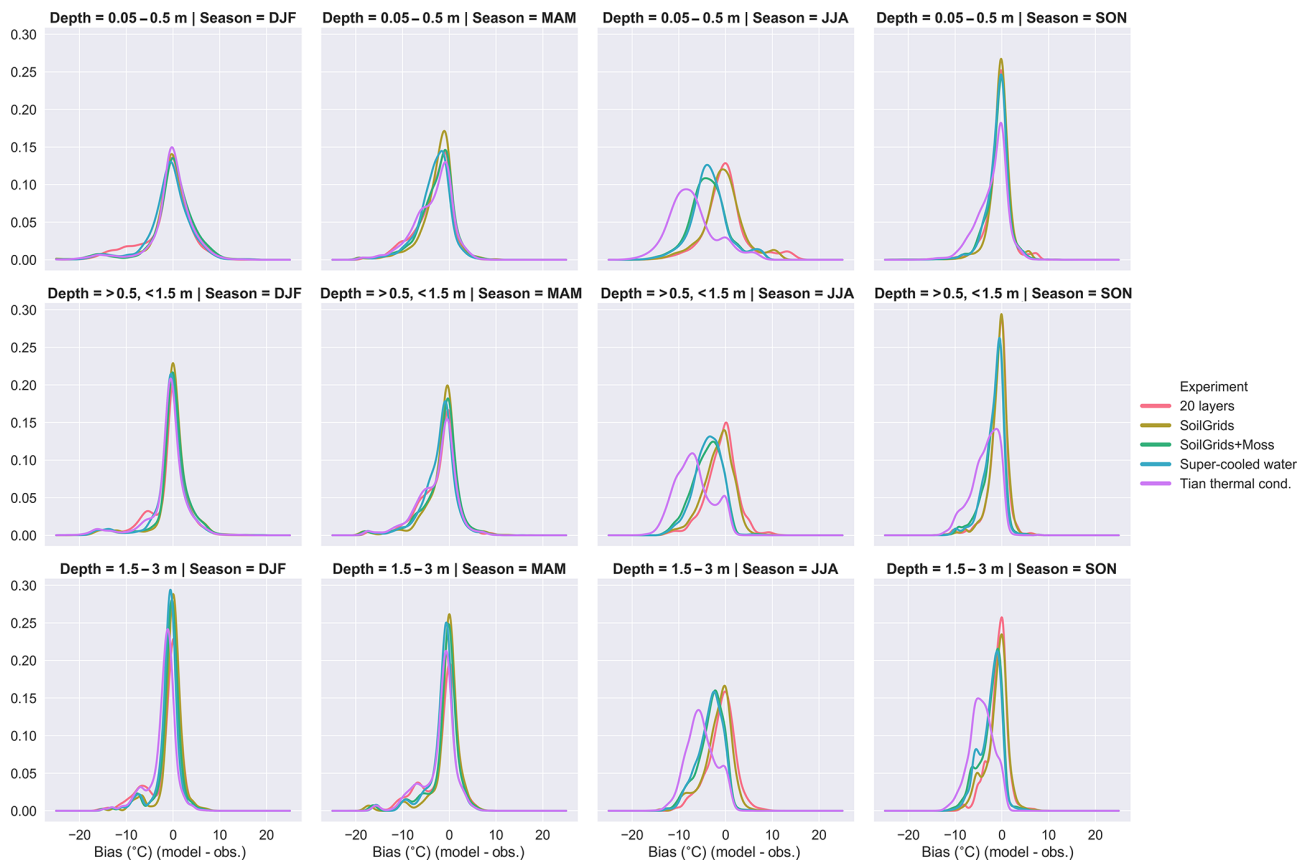 Depth = 0.05 – 0.5 m | Season = DJF
Depth = 0.05 – 0.5 m | Season = MAM
Depth = 0.05 – 0.5 m | Season = JJA
Depth = 0.05 – 0.5 m | Season = SON
0.30
0.25
0.20
0.15
0.10
0.05
0.00
Depth = >0.5, <1.5 m | Season = DJF
Depth = >0.5, <1.5 m | Season = MAM
Depth = >0.5, <1.5 m | Season = JJA
Depth = >0.5, <1.5 m | Season = SON
0.30
0.25
0.20
0.15
0.10
0.05
0.00
Experiment
20 layers
SoilGrids
SoilGrids+Moss
Super-cooled water
Tian thermal cond.
Depth = 1.5 – 3 m | Season = DJF
Depth = 1.5 – 3 m | Season = MAM
Depth = 1.5 – 3 m | Season = JJA
Depth = 1.5 – 3 m | Season = SON
0.30
0.25
0.20
0.15
0.10
0.05
0.00
−20 −10 0 10 20
−20 −10 0 10 20
−20 −10 0 10 20
−20 −10 0 10 20
Bias (°C) (model - obs.)
Bias (°C) (model - obs.)
Bias (°C) (model - obs.)
Bias (°C) (model - obs.)